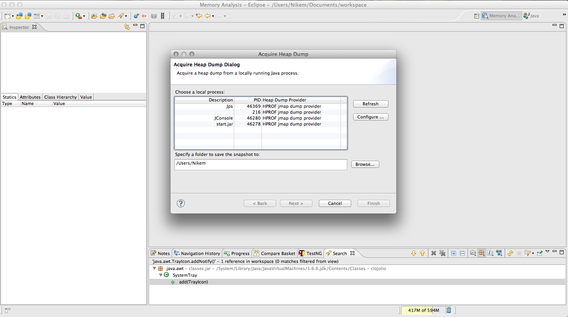 Memory Analysis - Eclipse - /Users/Nikem/Documents/workspace
Memory Ana... Java
Inspector
Statics Attributes Class Hierarchy Value
Type Name Value
Acquire Heap Dump
Acquire Heap Dump Dialog
Acquire a heap dump from a locally running Java process.
Choose a local process:
Description PID Heap Dump Provider
Jps 46369 HPROF jmap dump provider
216 HPROF jmap dump provider
JConsole 46280 HPROF jmap dump provider
start.jar 46278 HPROF jmap dump provider
Refresh
Configure ...
Specify a folder to save the snapshot to:
/Users/Nikem
Browse...
?
< Back Next > Cancel Finish
Notes Navigation History Progress Compare Basket TestNG Search
'java.awt.TrayIcon.addNotify()' - 1 reference in workspace (0 matches filtered from view)
java.awt - classes.jar - /System/Library/Java/JavaVirtualMachines/1.6.0.jdk/Contents/Classes - clipolio
SystemTray
add(TrayIcon)
417M of 594M